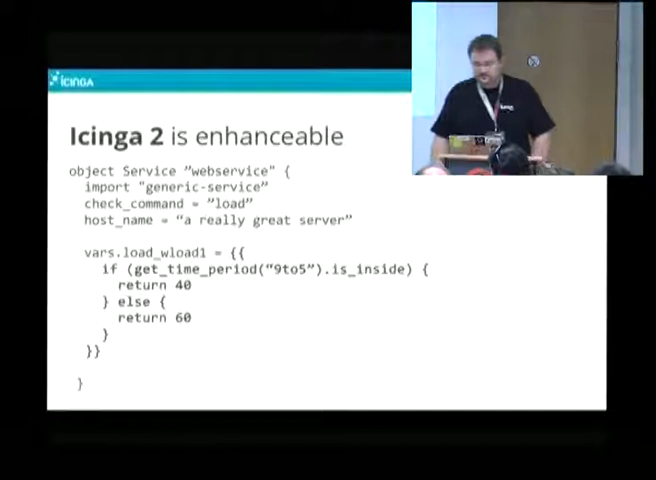 ICINGA
Icinga 2 is enhanceable
object Service ”webservice” {
import “generic-service”
check_command = ”load”
host_name = “a really great server”
vars.load_wload1 = {{
if (get_time_period(“9to5”).is_inside) {
return 40
} else {
return 60
}
}}
}